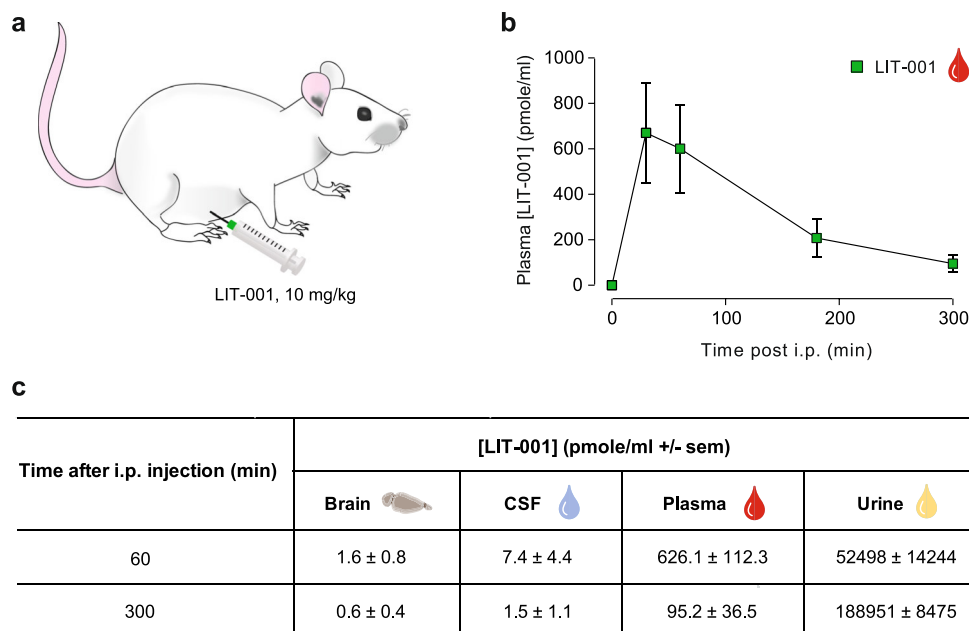 a
LIT-001, 10 mg/kg
b
Plasma [LIT-001] (pmole/ml)
1000
800
600
400
200
0
0
100
200
300
Time post i.p. (min)
LIT-001
c
Time after i.p. injection (min)
[LIT-001] (pmole/ml +/- sem)
Brain CSF Plasma Urine
60 1.6 ± 0.8 7.4 ± 4.4 626.1 ± 112.3 52498 ± 14244
300 0.6 ± 0.4 1.5 ± 1.1 95.2 ± 36.5 188951 ± 8475